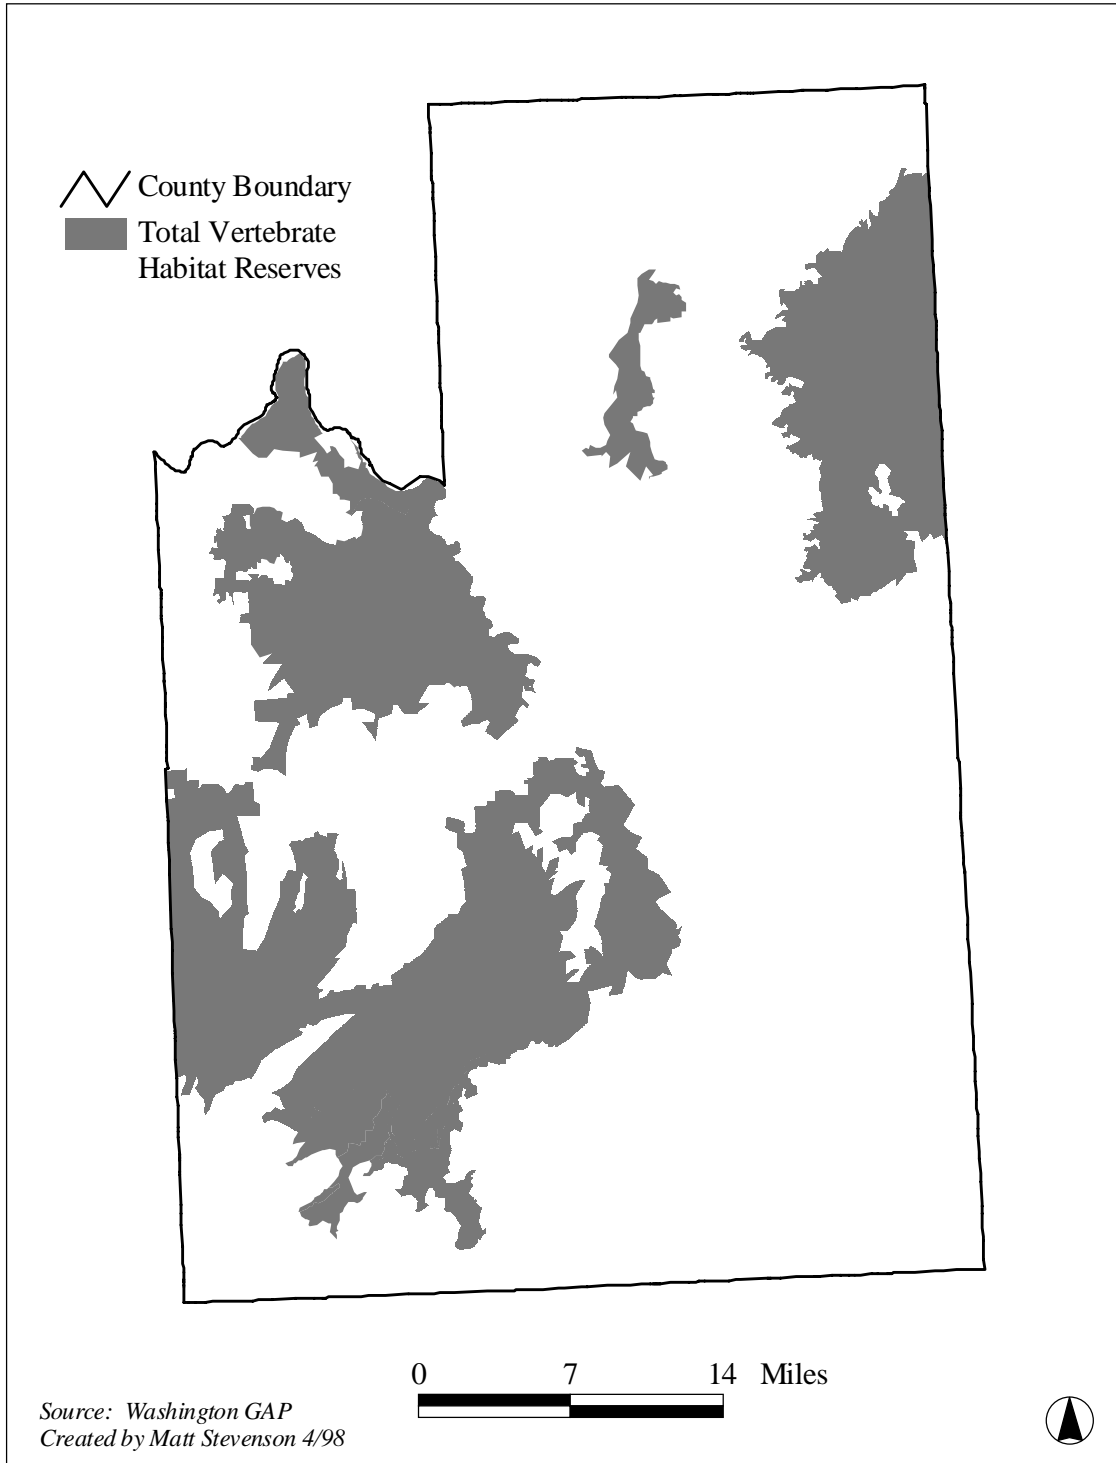 County Boundary
Total Vertebrate
Habitat Reserves
0 7 14 Miles
Source: Washington GAP
Created by Matt Stevenson 4/98